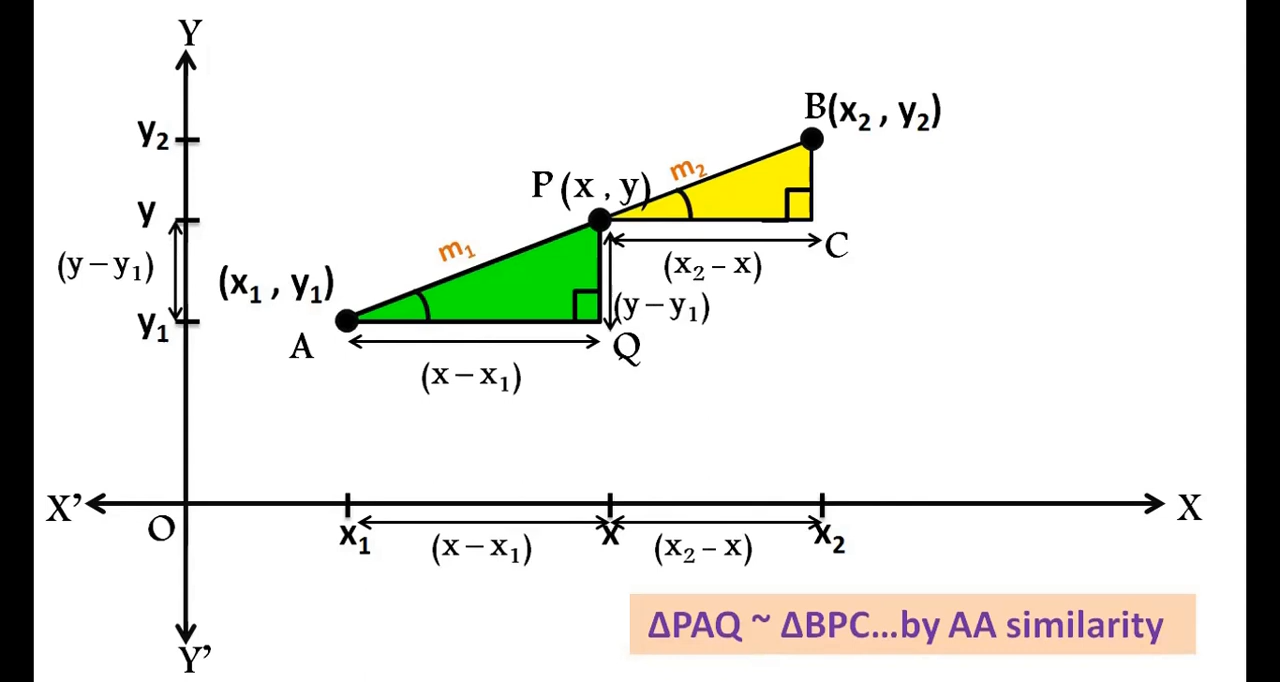 Y
y₂
B(x₂ , y₂)
m₂
P(x , y)
y
m₁
C
(y – y₁)
(x₂ – x)
(x₁ , y₁)
(y – y₁)
y₁
A
Q
(x – x₁)
X'
X
O
x₁
x
x₂
(x – x₁)
(x₂ – x)
ΔPAQ ~ ΔBPC...by AA similarity
Y'